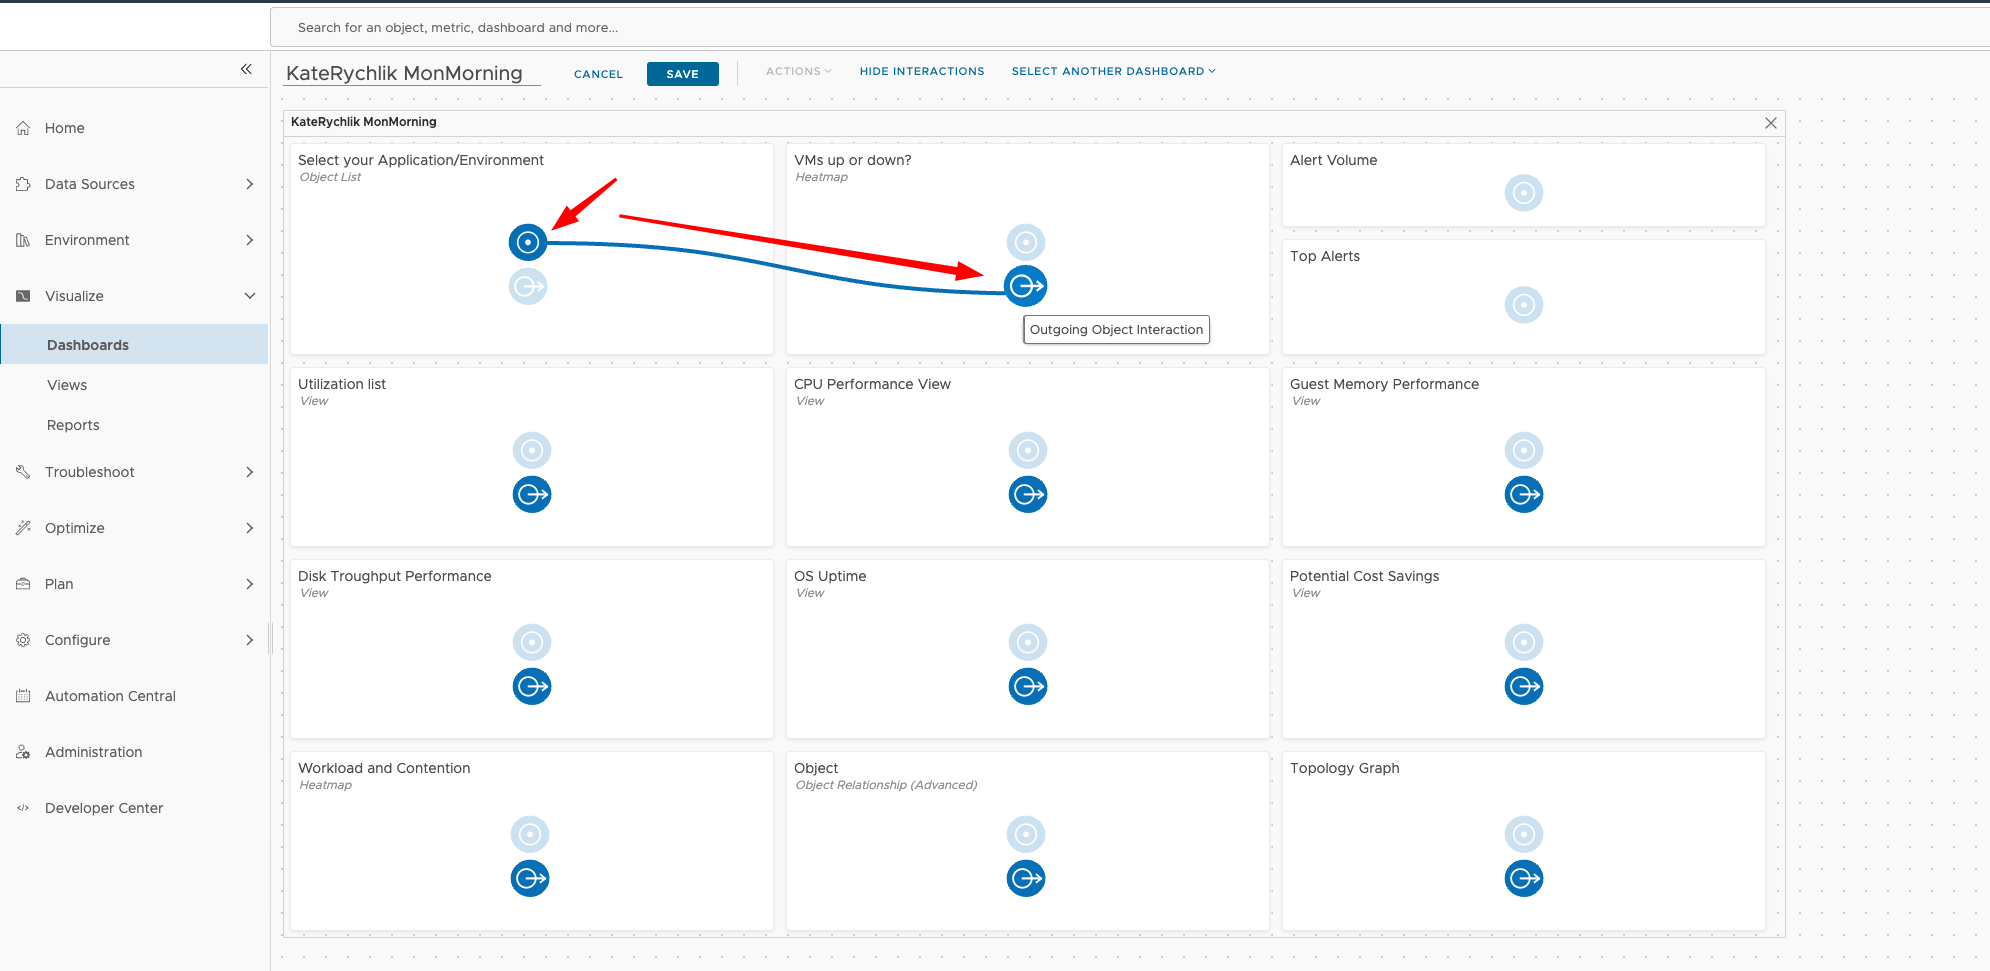 Search for an object, metric, dashboard and more...
KateRychlik MonMorning
CANCEL
SAVE
ACTIONS
HIDE INTERACTIONS
SELECT ANOTHER DASHBOARD
Home
Data Sources
Environment
Visualize
Dashboards
Views
Reports
Troubleshoot
Optimize
Plan
Configure
Automation Central
Administration
Developer Center
KateRychlik MonMorning
Select your Application/Environment
Object List
VMs up or down?
Heatmap
Outgoing Object Interaction
Alert Volume
Top Alerts
Utilization list
View
CPU Performance View
View
Guest Memory Performance
View
Disk Troughput Performance
View
OS Uptime
View
Potential Cost Savings
View
Workload and Contention
Heatmap
Object
Object Relationship (Advanced)
Topology Graph